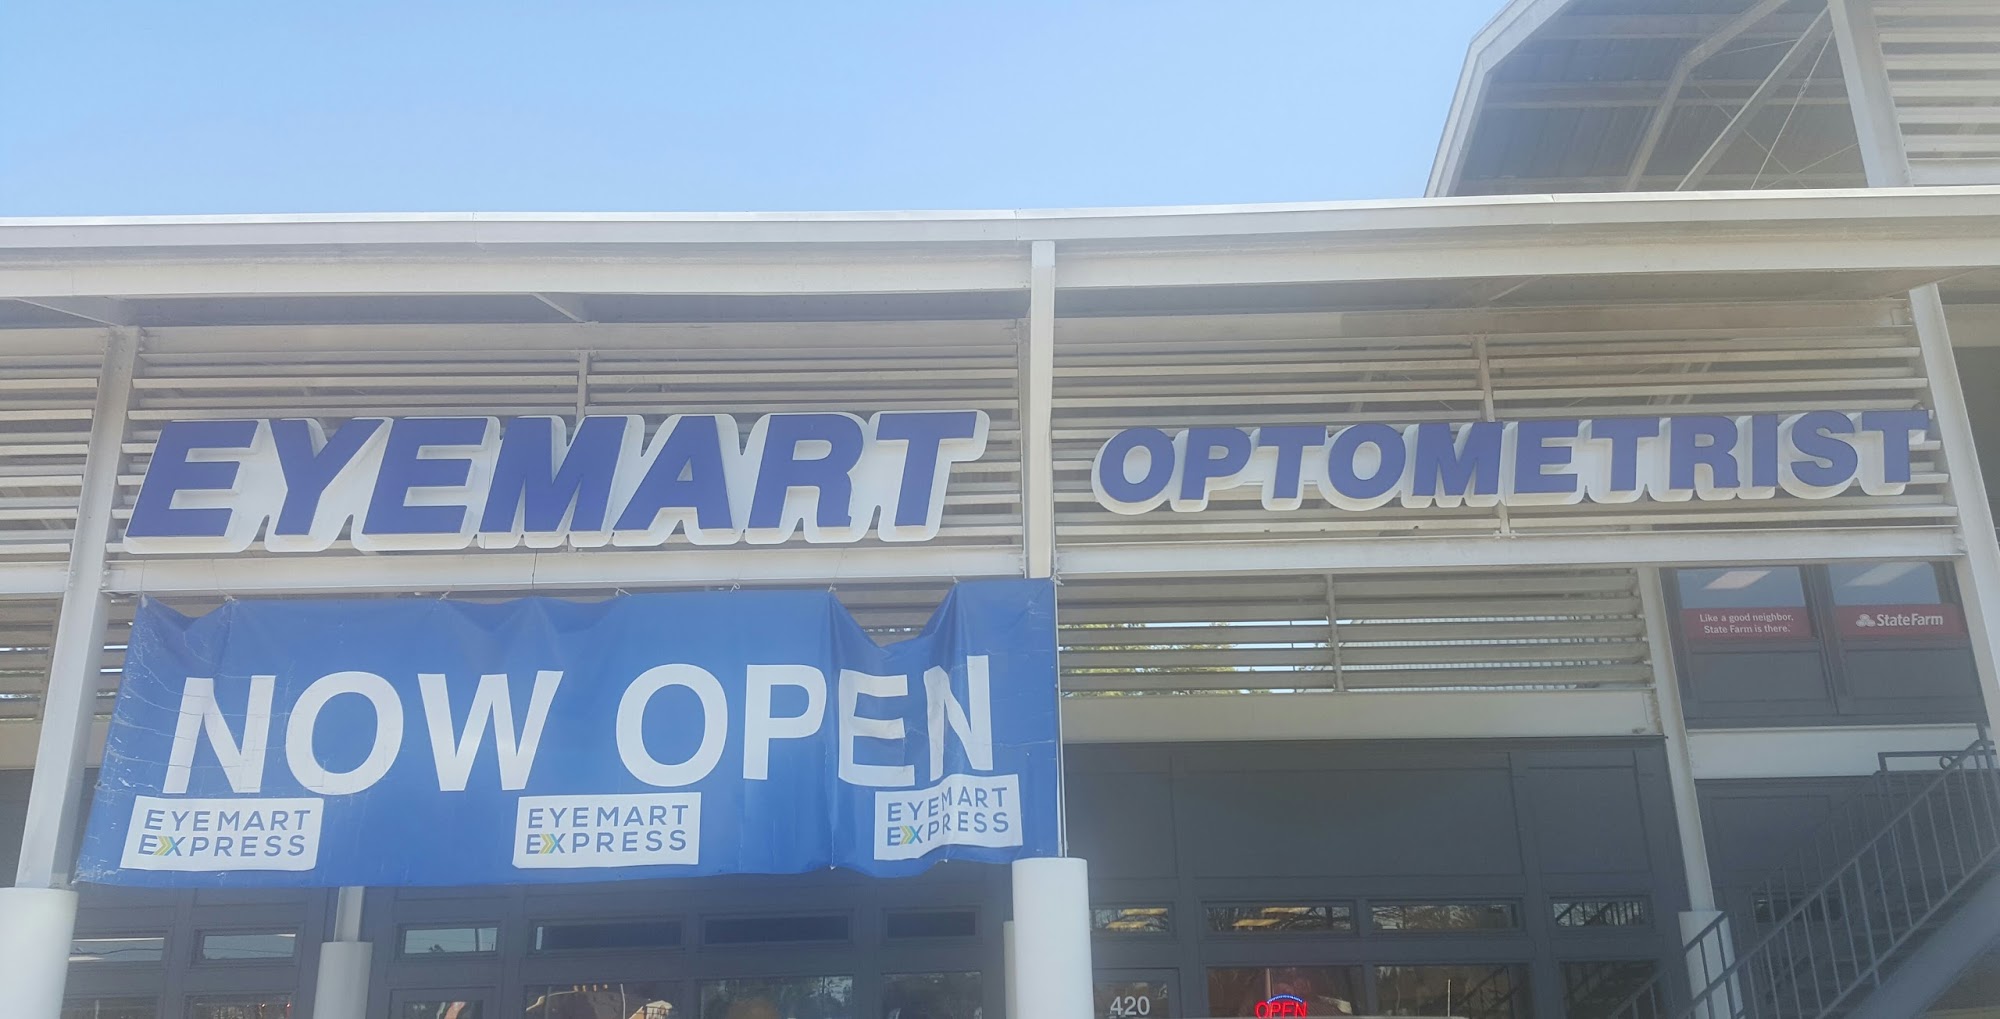 EYEMART OPTOMETRIST
NOW OPEN
EYEMART
EXPRESS
EYEMART
EXPRESS
EYEMART
EXPRESS
Like a good neighbor,
State Farm is there.
StateFarm
420
OPEN